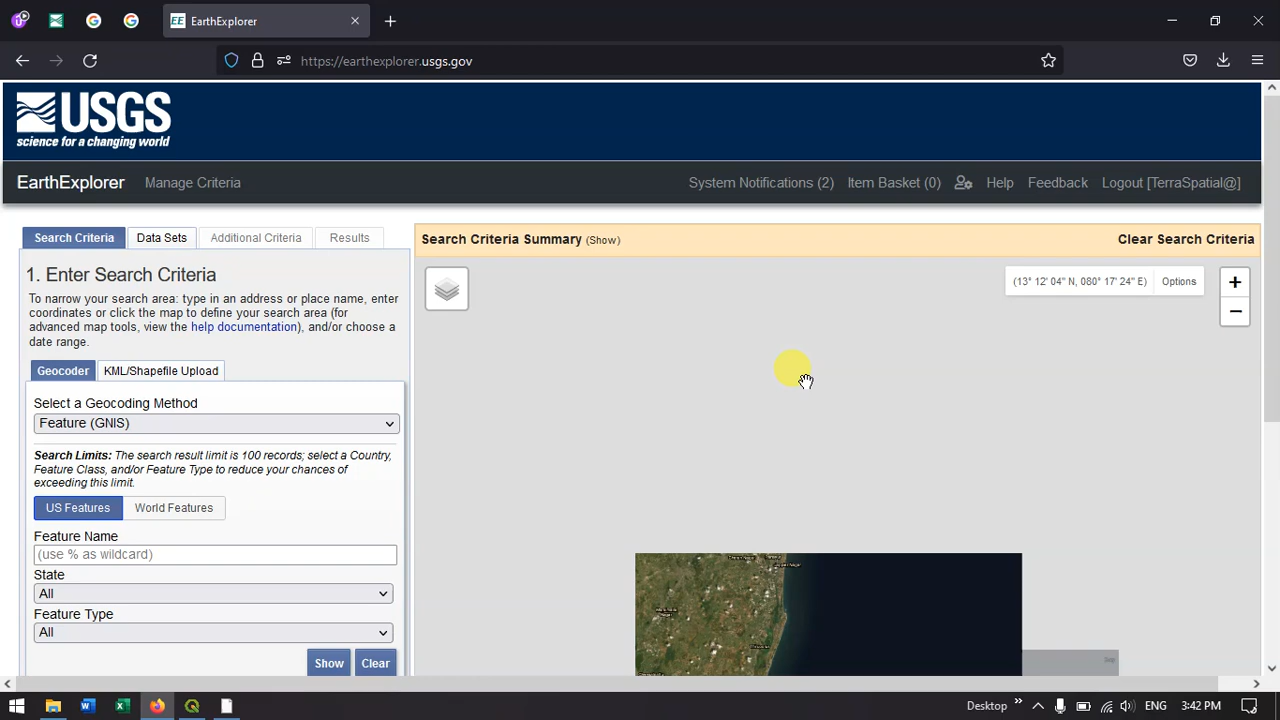 EE EarthExplorer
https://earthexplorer.usgs.gov
USGS
science for a changing world
EarthExplorer Manage Criteria System Notifications (2) Item Basket (0) Help Feedback Logout [TerraSpatial@]
Search Criteria Data Sets Additional Criteria Results
Search Criteria Summary (Show) Clear Search Criteria
1. Enter Search Criteria
To narrow your search area: type in an address or place name, enter
coordinates or click the map to define your search area (for
advanced map tools, view the help documentation), and/or choose a
date range.
(13° 12' 04" N, 080° 17' 24" E) Options
+
−
Geocoder KML/Shapefile Upload
Select a Geocoding Method
Feature (GNIS)
Search Limits: The search result limit is 100 records; select a Country,
Feature Class, and/or Feature Type to reduce your chances of
exceeding this limit.
US Features World Features
Feature Name
(use % as wildcard)
State
All
Feature Type
All
Show Clear
Desktop » ENG 3:42 PM